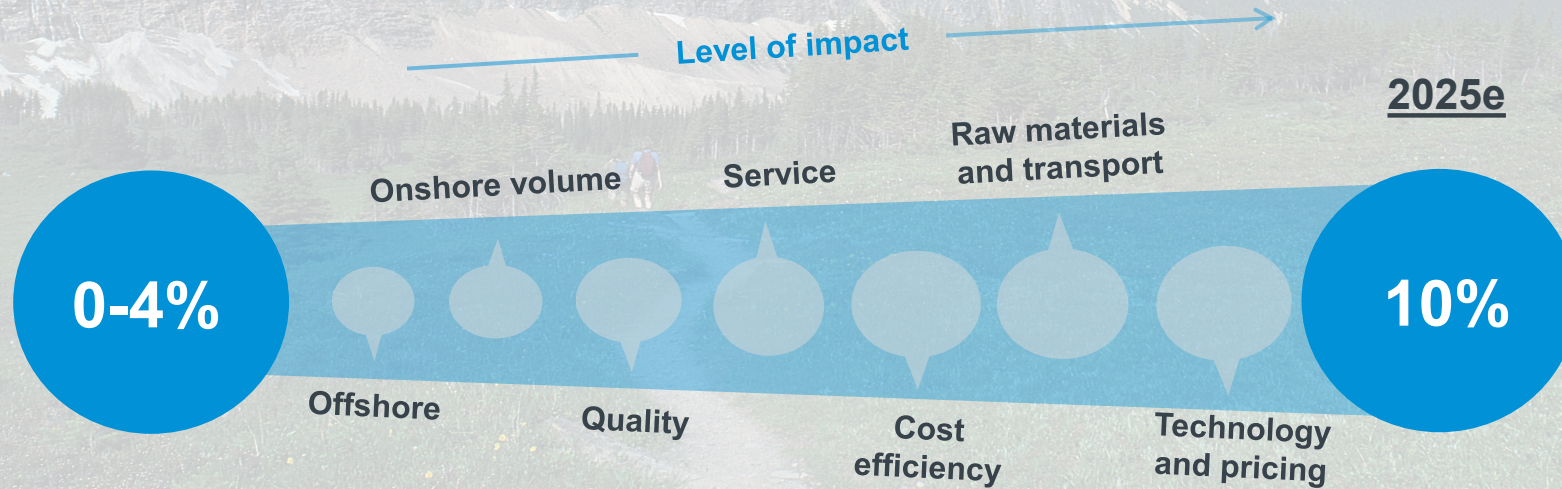 Level of impact
2025e
Raw materials
and transport
Onshore volume
Service
0-4%
10%
Offshore
Quality
Cost
efficiency
Technology
and pricing